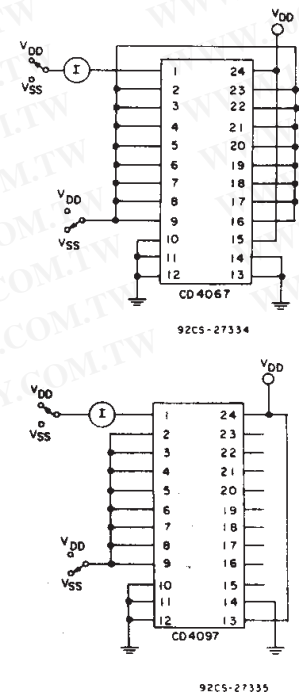 VDD
VDD
I
VSS
1 24
2 23
3 22
4 21
5 20
6 19
7 18
8 17
VDD
9 16
VSS
10 15
11 14
12 13
CD4067
92CS-27334
VDD
VDD
I
VSS
1 24
2 23
3 22
4 21
5 20
6 19
7 18
VDD
8 17
9 16
VSS
10 15
11 14
12 13
CD4097
92CS-27335